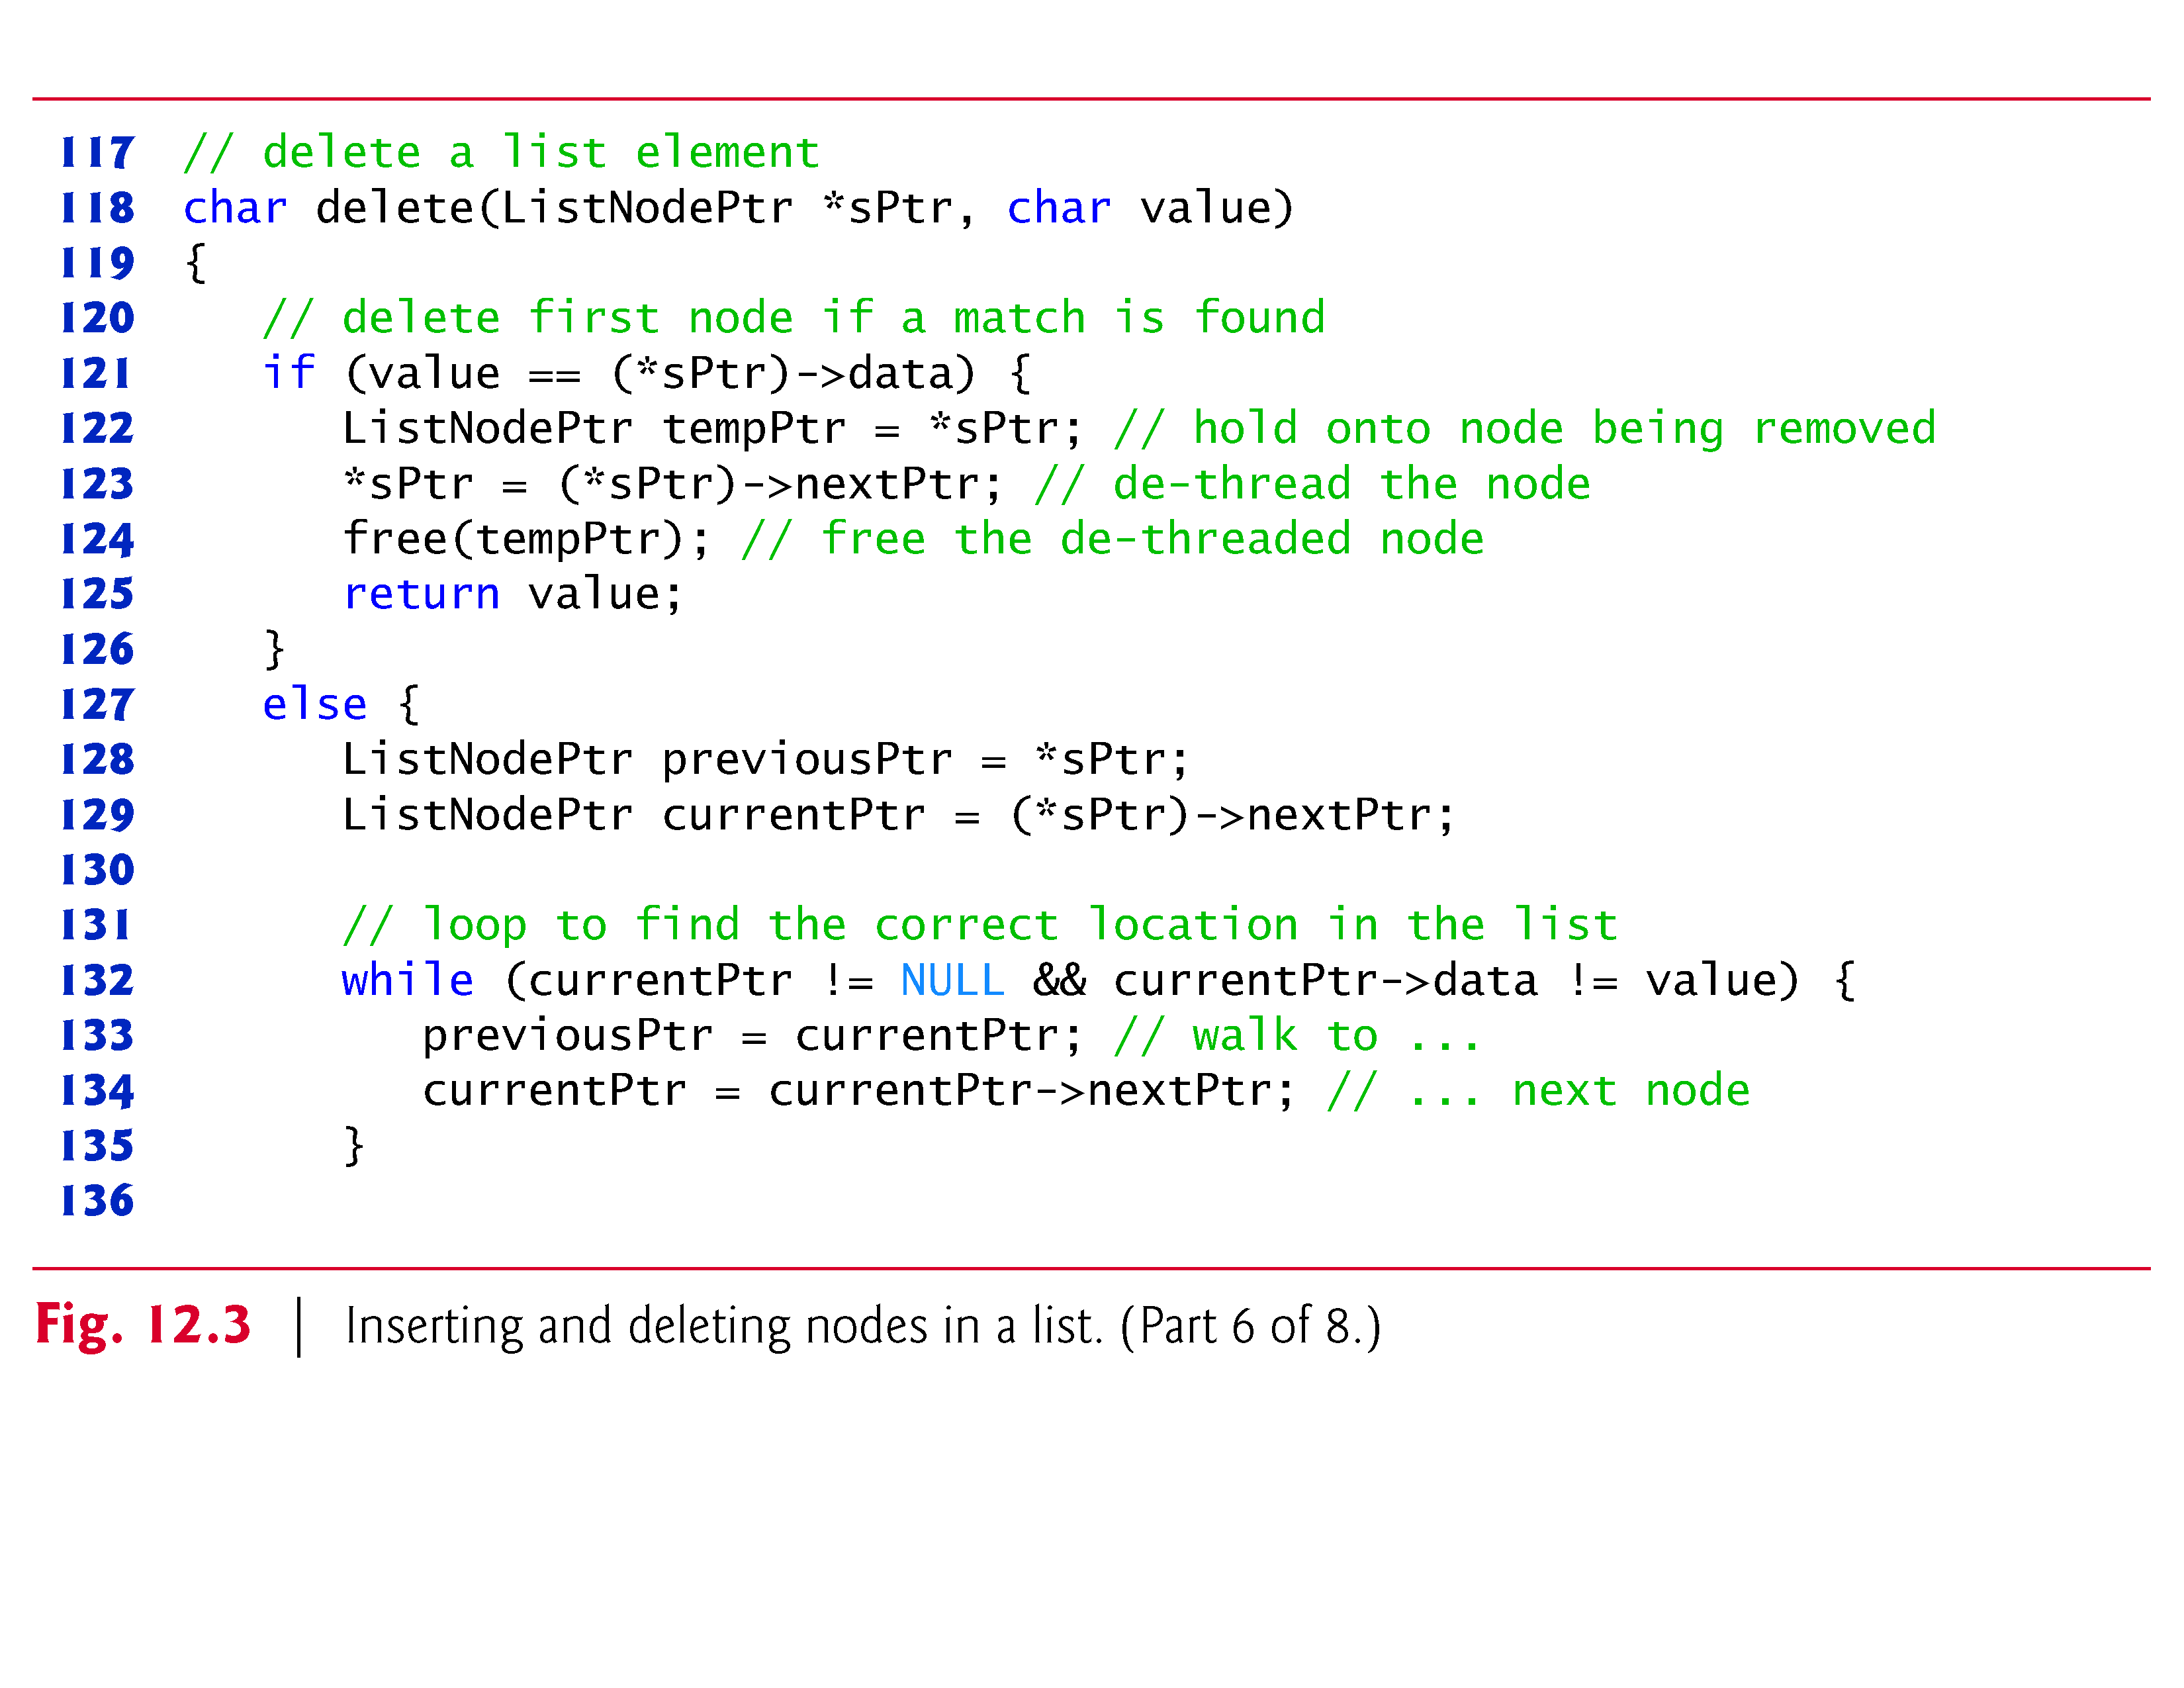 117 // delete a list element
118 char delete(ListNodePtr *sPtr, char value)
119 {
120    // delete first node if a match is found
121    if (value == (*sPtr)->data) {
122       ListNodePtr tempPtr = *sPtr; // hold onto node being removed
123       *sPtr = (*sPtr)->nextPtr; // de-thread the node
124       free(tempPtr); // free the de-threaded node
125       return value;
126    }
127    else {
128       ListNodePtr previousPtr = *sPtr;
129       ListNodePtr currentPtr = (*sPtr)->nextPtr;
130
131       // loop to find the correct location in the list
132       while (currentPtr != NULL && currentPtr->data != value) {
133          previousPtr = currentPtr; // walk to ...
134          currentPtr = currentPtr->nextPtr; // ... next node
135       }
136
Fig. 12.3 | Inserting and deleting nodes in a list. (Part 6 of 8.)